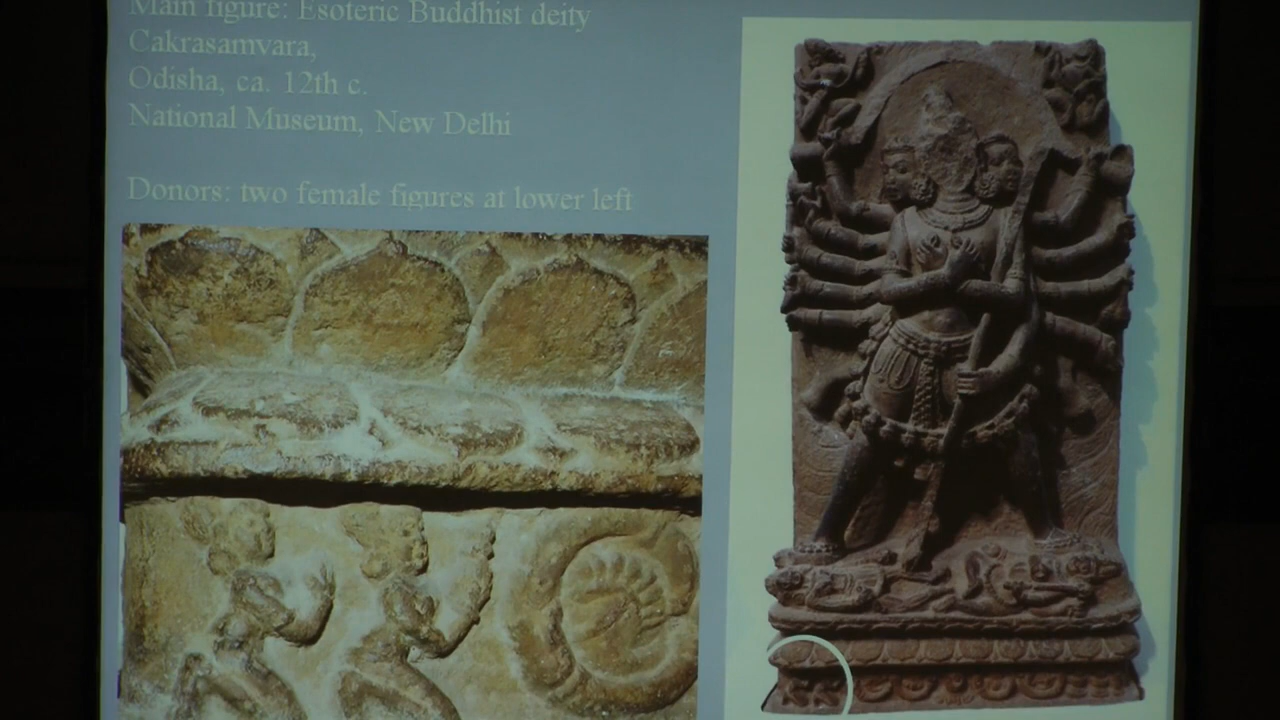 Main figure: Esoteric Buddhist deity
Cakrasamvara,
Odisha, ca. 12th c.
National Museum, New Delhi
Donors: two female figures at lower left